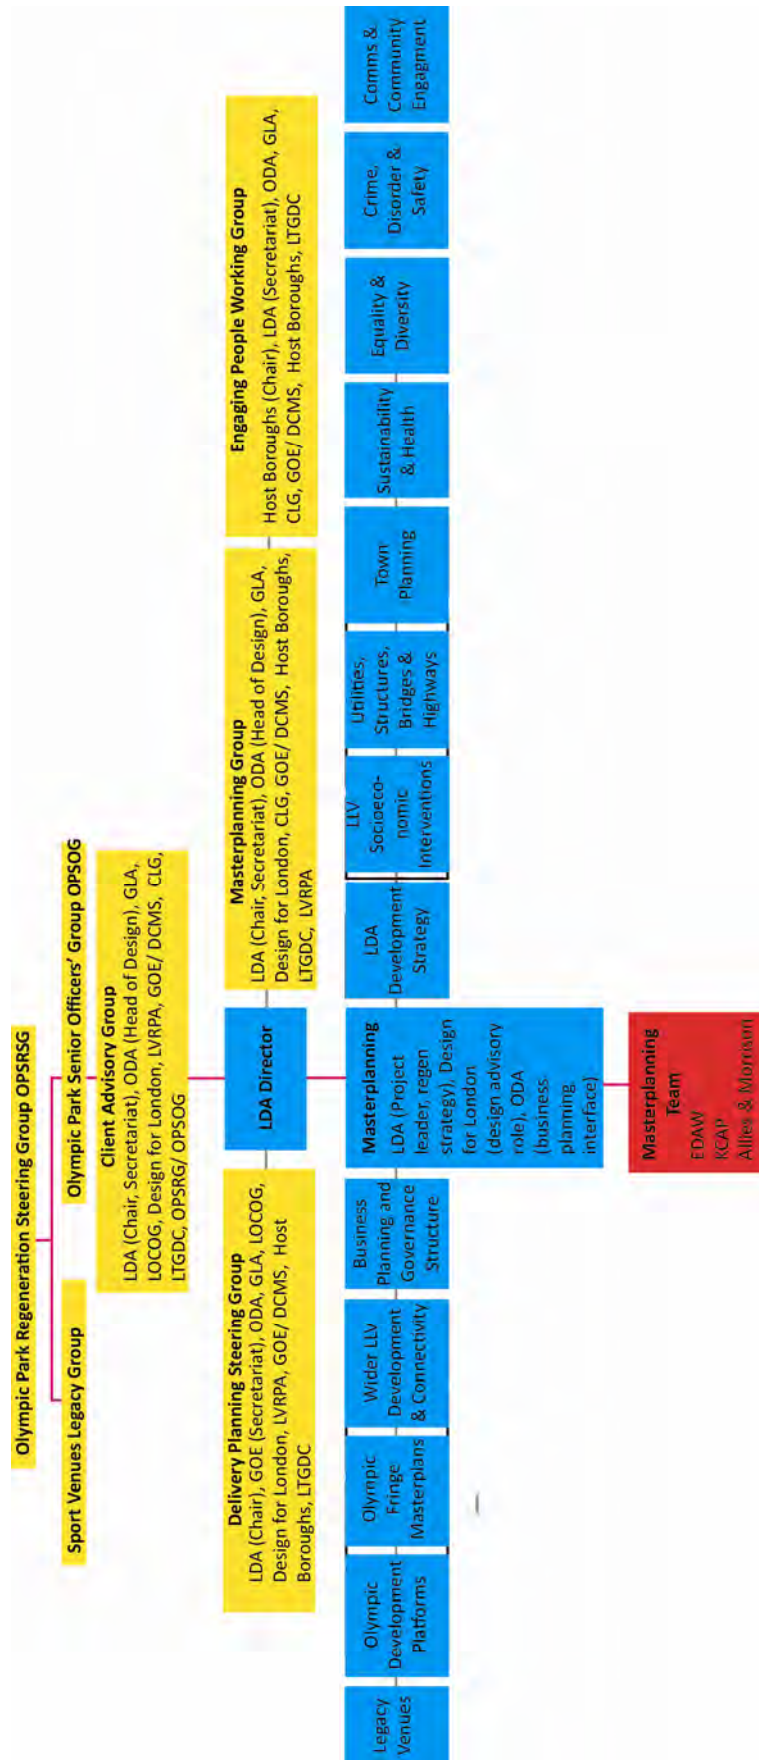 Olympic Park Regeneration Steering Group OPSRSG
Sport Venues Legacy Group
Olympic Park Senior Officers' Group OPSOG
Client Advisory Group
LDA (Chair, Secretariat), ODA (Head of Design), GLA,
LOCOG, Design for London, LVRPA, GOE/ DCMS, CLG,
LTGDC, OPSRG/ OPSOG
Delivery Planning Steering Group
LDA (Chair), GOE (Secretariat), ODA, GLA, LOCOG,
Design for London, LVRPA, GOE/ DCMS, Host
Boroughs, LTGDC
LDA Director
Masterplanning Group
LDA (Chair, Secretariat), ODA (Head of Design), GLA,
Design for London, CLG, GOE/ DCMS, Host Boroughs,
LTGDC, LVRPA
Engaging People Working Group
Host Boroughs (Chair), LDA (Secretariat), ODA, GLA,
CLG, GOE/ DCMS, Host Boroughs, LTGDC
Legacy
Venues
Olympic
Development
Platforms
Olympic
Fringe
Masterplans
Wider LLV
Development
& Connectivity
Business
Planning and
Governance
Structure
Masterplanning
LDA (Project
leader, regen
strategy), Design
for London
(design advisory
role), ODA
(business
planning
interface)
LDA
Development
Strategy
LLV
Socioeco-
nomic
Interventions
Utilities,
Structures,
Bridges &
Highways
Town
Planning
Sustainability
& Health
Equality &
Diversity
Crime,
Disorder &
Safety
Comms &
Community
Engagment
Masterplanning
Team
EDAW
KCAP
Allies & Morrison